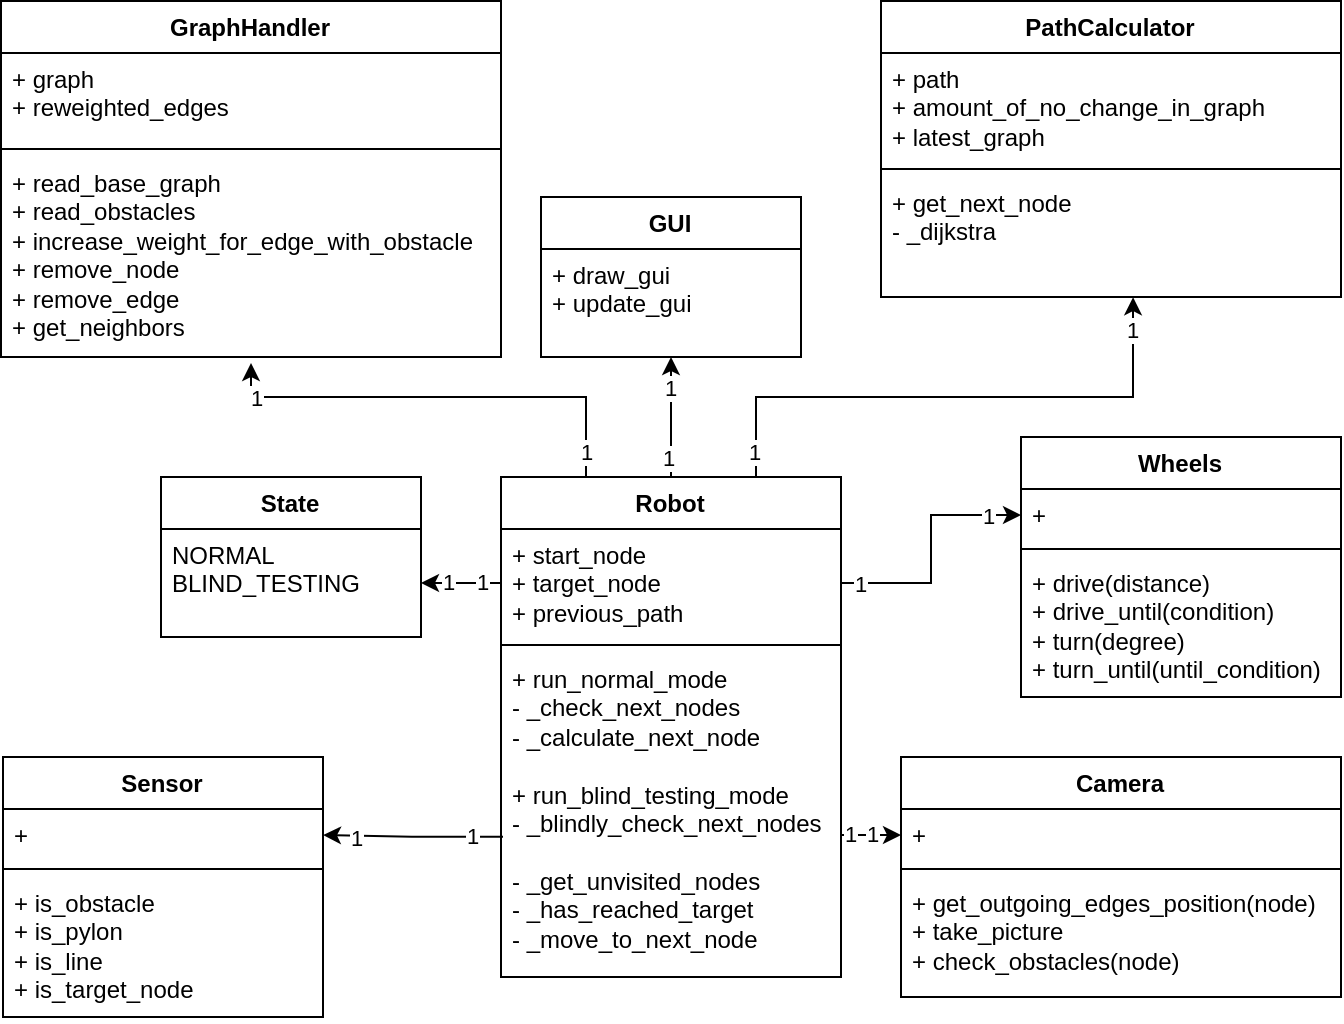 GraphHandler
+ graph
+ reweighted_edges
+ read_base_graph
+ read_obstacles
+ increase_weight_for_edge_with_obstacle
+ remove_node
+ remove_edge
+ get_neighbors
PathCalculator
+ path
+ amount_of_no_change_in_graph
+ latest_graph
+ get_next_node
- _dijkstra
GUI
+ draw_gui
+ update_gui
1
1
1
1
1
1
State
NORMAL
BLIND_TESTING
1
1
Robot
+ start_node
+ target_node
+ previous_path
+ run_normal_mode
- _check_next_nodes
- _calculate_next_node
+ run_blind_testing_mode
- _blindly_check_next_nodes
- _get_unvisited_nodes
- _has_reached_target
- _move_to_next_node
1
1
Wheels
+
+ drive(distance)
+ drive_until(condition)
+ turn(degree)
+ turn_until(until_condition)
Sensor
+
+ is_obstacle
+ is_pylon
+ is_line
+ is_target_node
1
1
1
1
Camera
+
+ get_outgoing_edges_position(node)
+ take_picture
+ check_obstacles(node)